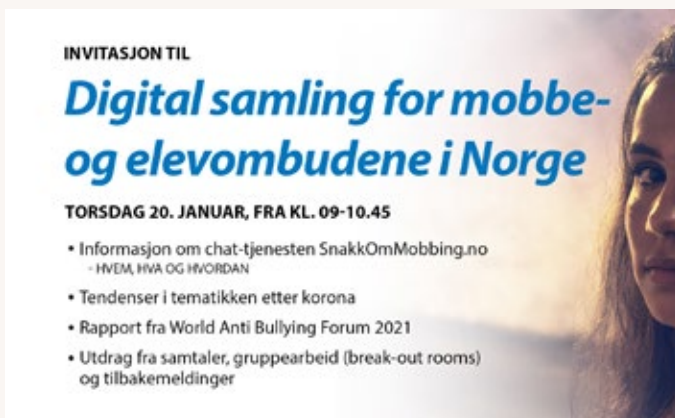 INVITASJON TIL
Digital samling for mobbe-
og elevombudene i Norge
TORSDAG 20. JANUAR, FRA KL. 09-10.45
• Informasjon om chat-tjenesten SnakkOmMobbing.no
- HVEM, HVA OG HVORDAN
• Tendenser i tematikken etter korona
• Rapport fra World Anti Bullying Forum 2021
• Utdrag fra samtaler, gruppearbeid (break-out rooms)
og tilbakemeldinger